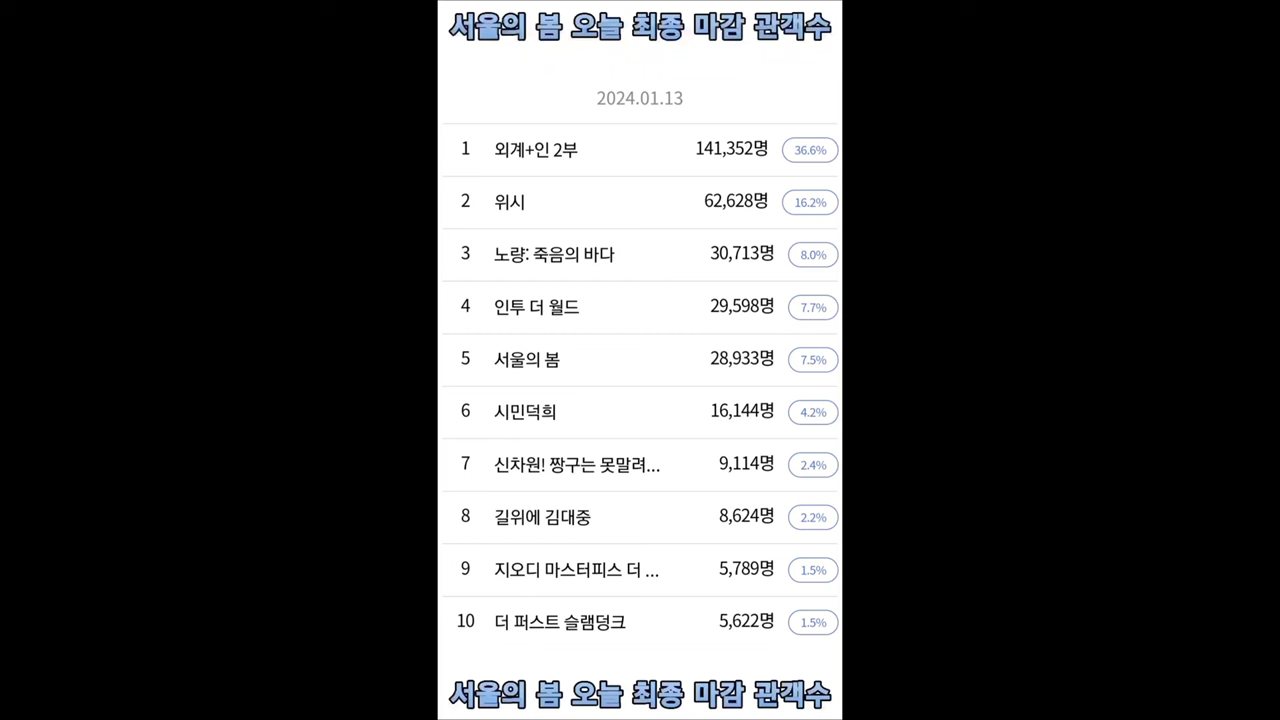 서울의 봄 오늘 최종 마감 관객수
2024.01.13
1 외계+인 2부 141,352명 36.6%
2 위시 62,628명 16.2%
3 노량: 죽음의 바다 30,713명 8.0%
4 인투 더 월드 29,598명 7.7%
5 서울의 봄 28,933명 7.5%
6 시민덕희 16,144명 4.2%
7 신차원! 짱구는 못말려... 9,114명 2.4%
8 길위에 김대중 8,624명 2.2%
9 지오디 마스터피스 더 ... 5,789명 1.5%
10 더 퍼스트 슬램덩크 5,622명 1.5%
서울의 봄 오늘 최종 마감 관객수